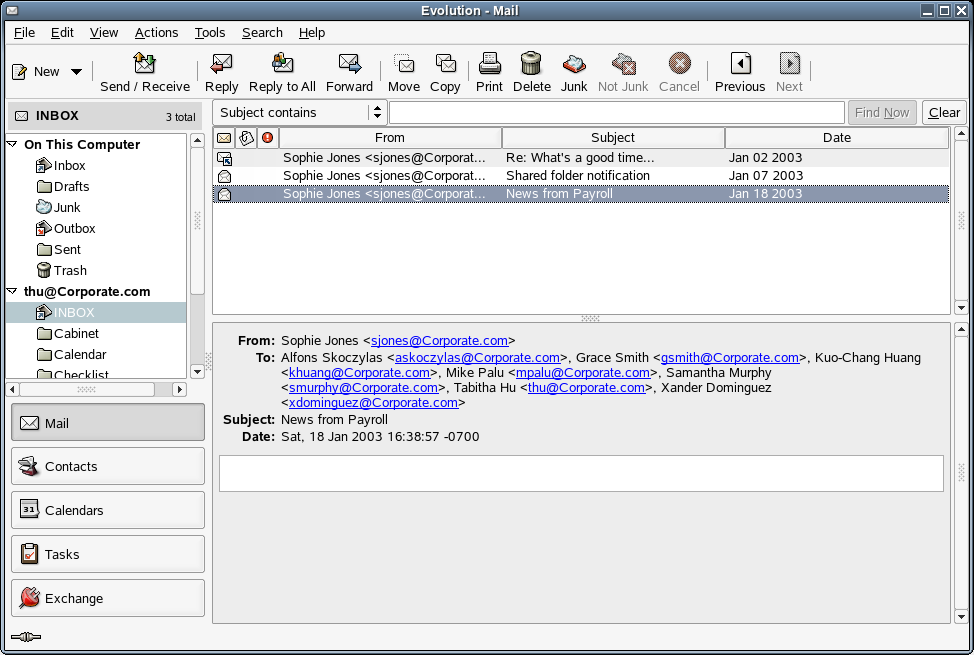 Evolution - Mail
File Edit View Actions Tools Search Help
New Send / Receive Reply Reply to All Forward Move Copy Print Delete Junk Not Junk Cancel Previous Next
INBOX 3 total
Subject contains Find Now Clear
On This Computer
Inbox
Drafts
Junk
Outbox
Sent
Trash
thu@Corporate.com
INBOX
Cabinet
Calendar
Checklist
Mail
Contacts
31 Calendars
Tasks
Exchange
From Subject Date
Sophie Jones <sjones@Corporat... Re: What's a good time... Jan 02 2003
Sophie Jones <sjones@Corporat... Shared folder notification Jan 07 2003
Sophie Jones <sjones@Corporat... News from Payroll Jan 18 2003
From: Sophie Jones <sjones@Corporate.com>
To: Alfons Skoczylas <askoczylas@Corporate.com>, Grace Smith <gsmith@Corporate.com>, Kuo-Chang Huang
<khuang@Corporate.com>, Mike Palu <mpalu@Corporate.com>, Samantha Murphy
<smurphy@Corporate.com>, Tabitha Hu <thu@Corporate.com>, Xander Dominguez
<xdominguez@Corporate.com>
Subject: News from Payroll
Date: Sat, 18 Jan 2003 16:38:57 -0700